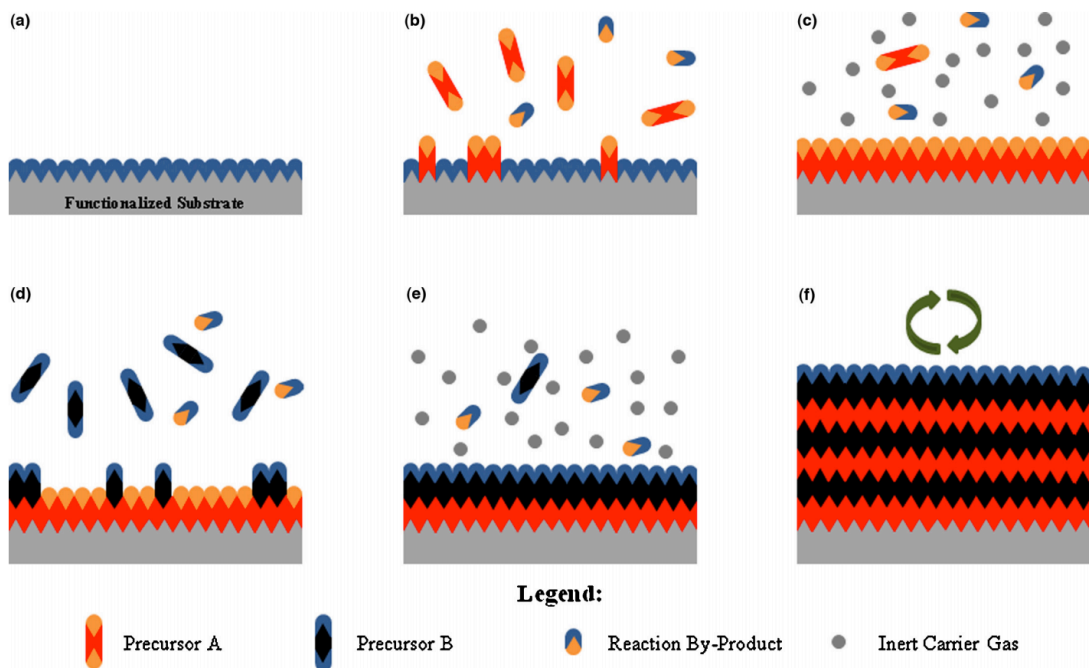 (a)
(b)
(c)
Functionalized Substrate
(d)
(e)
(f)
Legend:
Precursor A
Precursor B
Reaction By-Product
Inert Carrier Gas